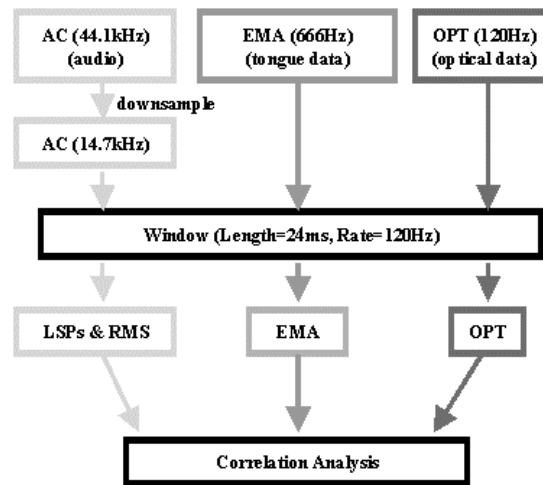 AC (44.1kHz)
(audio)
EMA (666Hz)
(tongue data)
OPT (120Hz)
(optical data)
downsample
AC (14.7kHz)
Window (Length=24ms, Rate=120Hz)
LSPs & RMS
EMA
OPT
Correlation Analysis